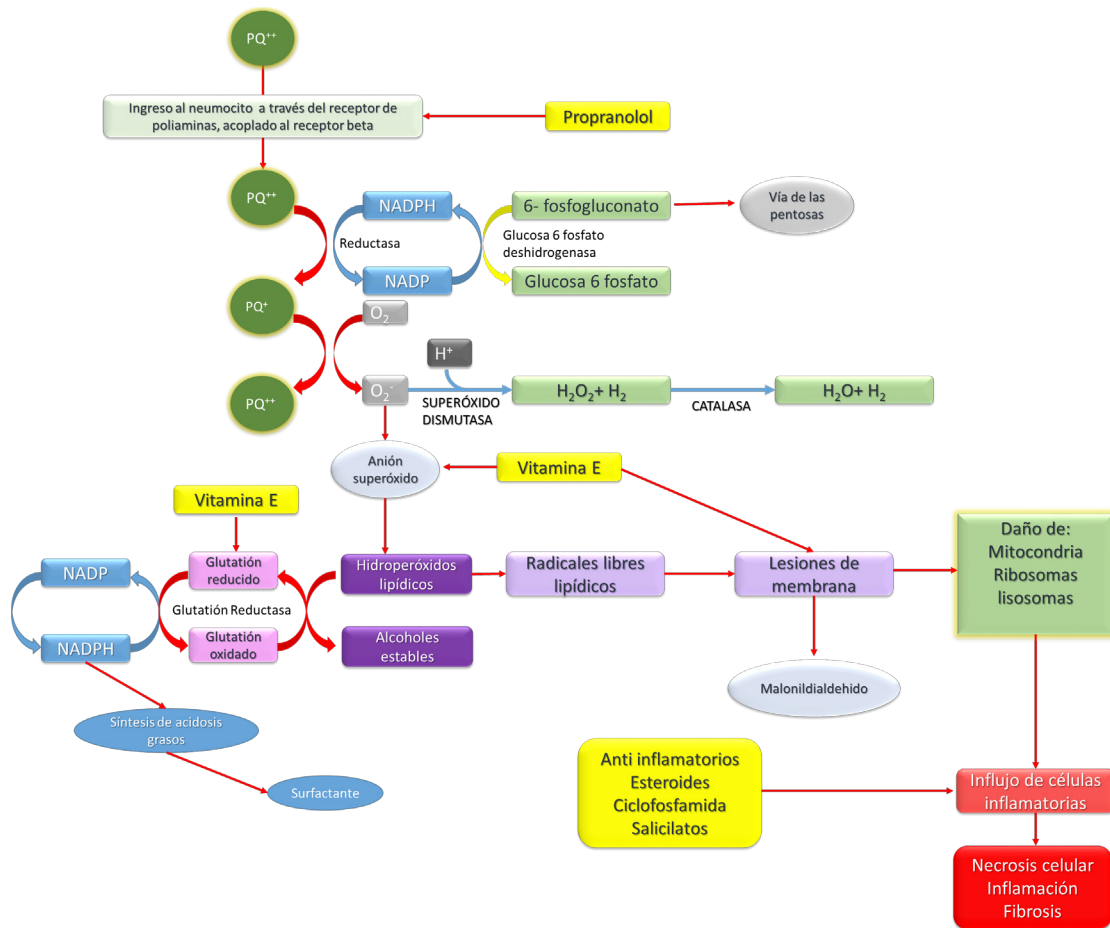 PQ⁺⁺
Ingreso al neumocito a través del receptor de
poliaminas, acoplado al receptor beta
Propranolol
PQ⁺⁺
NADPH
6- fosfogluconato
Vía de las
pentosas
Reductasa
Glucosa 6 fosfato
deshidrogenasa
NADP
Glucosa 6 fosfato
PQ⁺
O₂
H⁺
PQ⁺⁺
O₂⁻
SUPERÓXIDO
DISMUTASA
H₂O₂+ H₂
CATALASA
H₂O+ H₂
Anión
superóxido
Vitamina E
Vitamina E
NADP
Glutatión
reducido
Hidroperóxidos
lipídicos
Radicales libres
lipídicos
Lesiones de
membrana
Daño de:
Mitocondria
Ribosomas
lisosomas
Glutatión Reductasa
NADPH
Glutatión
oxidado
Alcoholes
estables
Malonildialdehido
Síntesis de acidosis
grasos
Surfactante
Anti inflamatorios
Esteroides
Ciclofosfamida
Salicilatos
Influjo de células
inflamatorias
Necrosis celular
Inflamación
Fibrosis